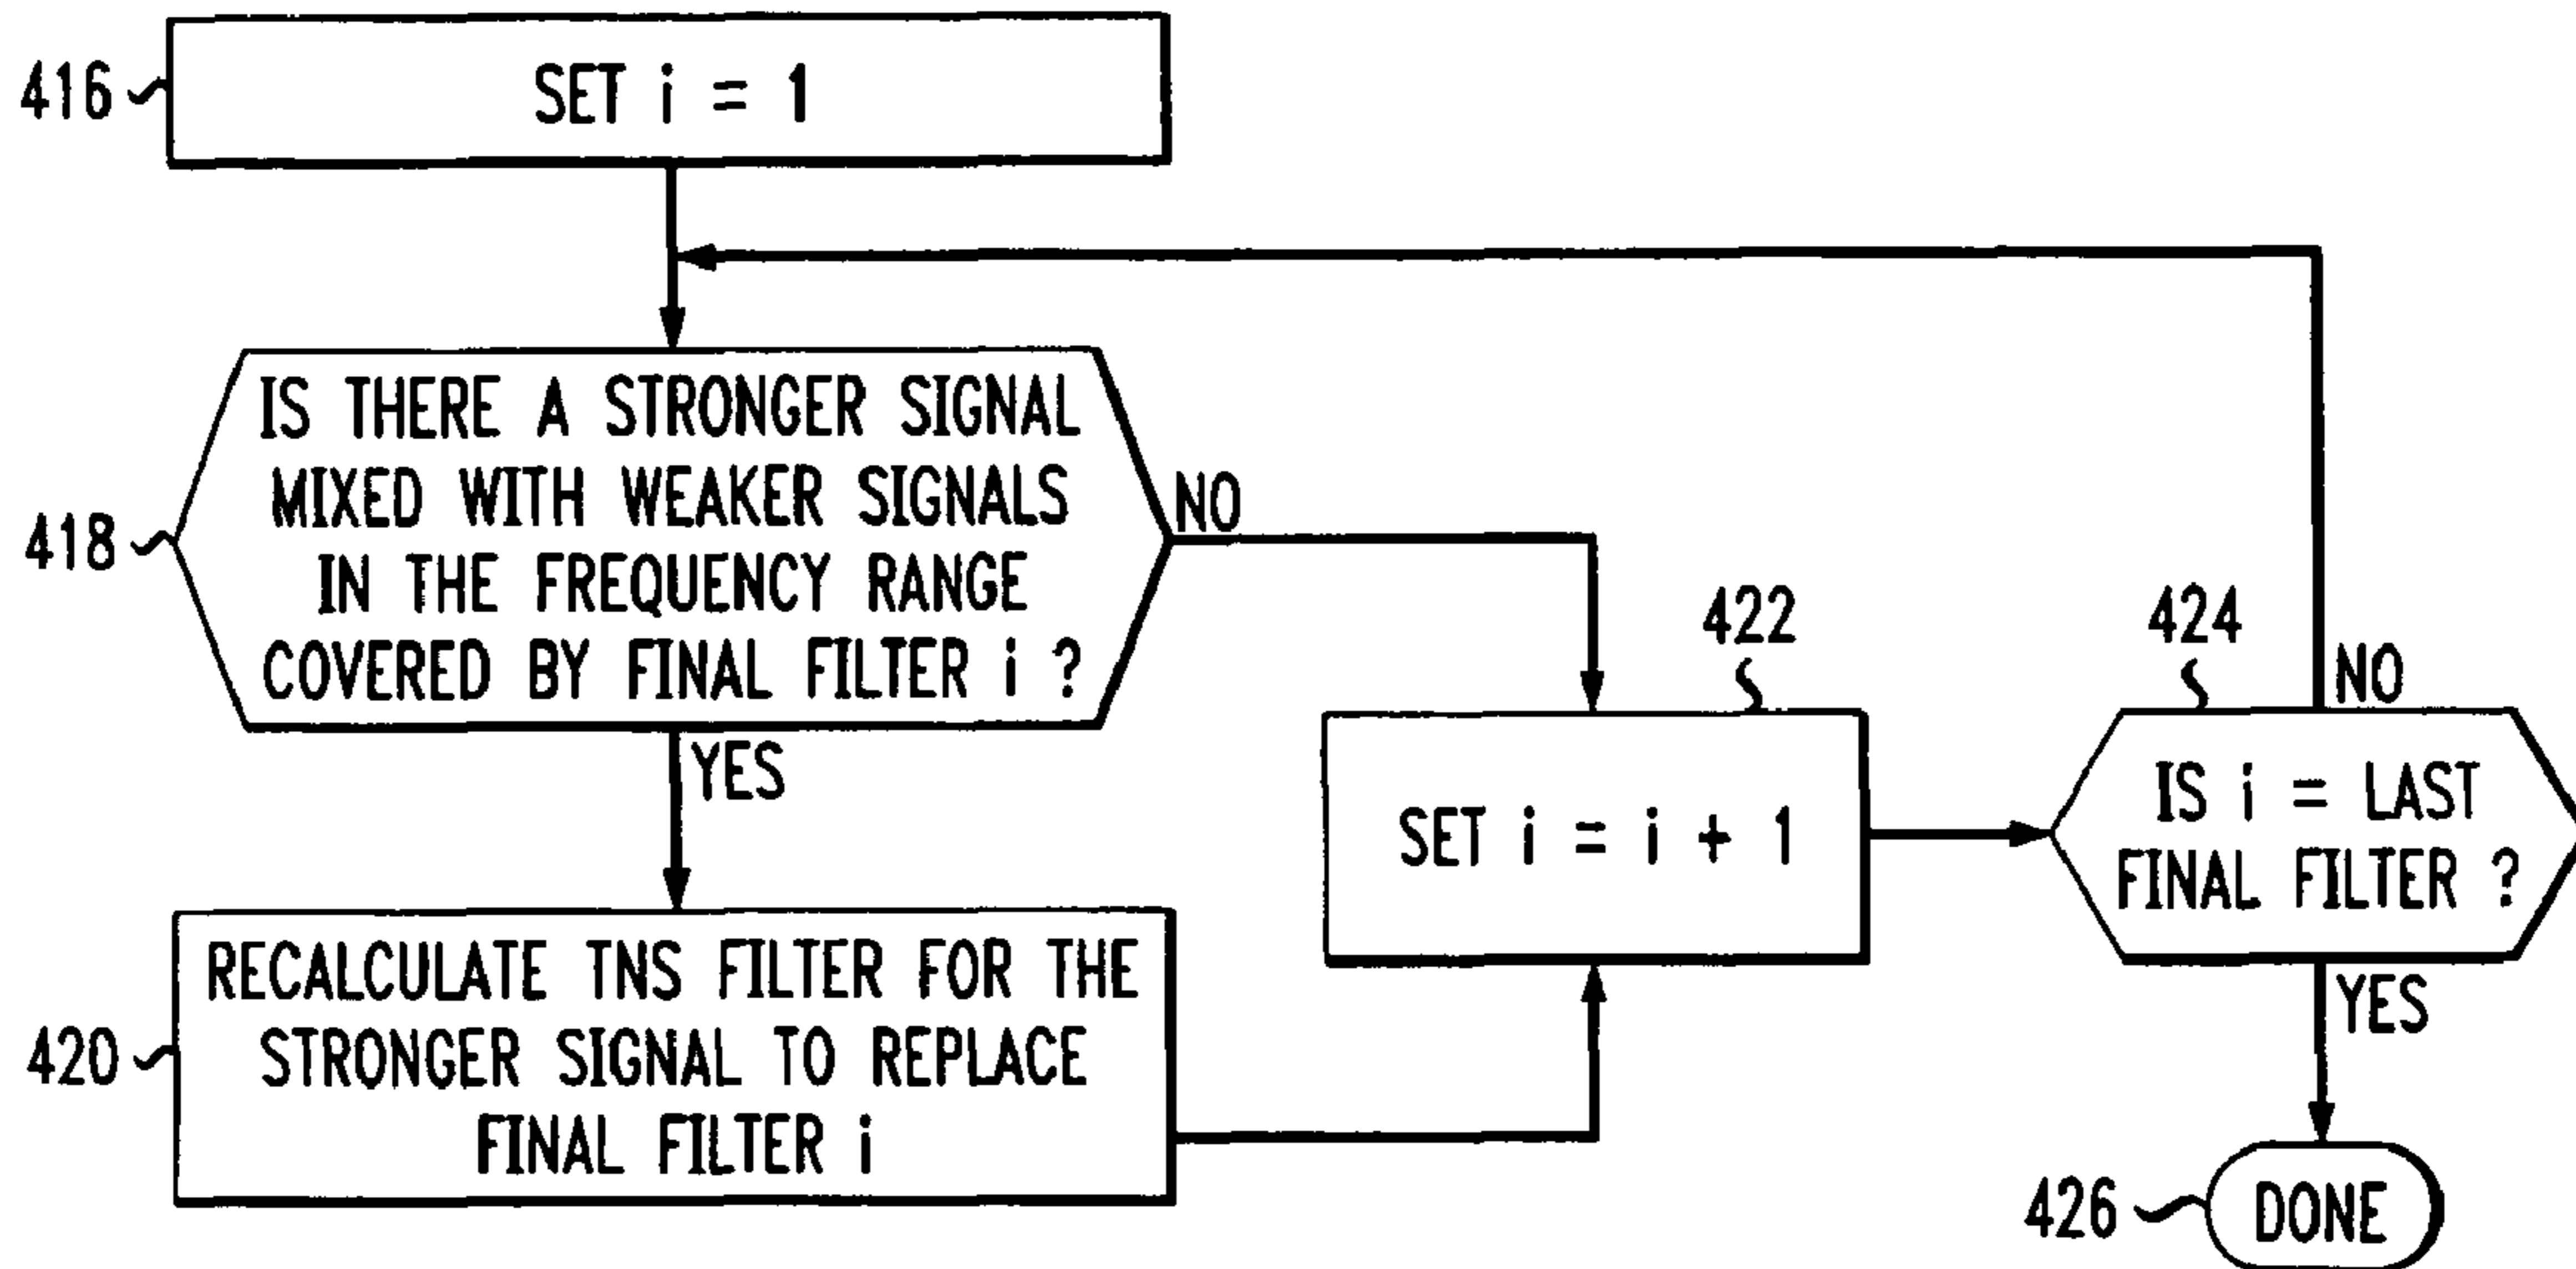 416
SET i = 1
418
IS THERE A STRONGER SIGNAL
MIXED WITH WEAKER SIGNALS
IN THE FREQUENCY RANGE
COVERED BY FINAL FILTER i ?
NO
YES
420
RECALCULATE TNS FILTER FOR THE
STRONGER SIGNAL TO REPLACE
FINAL FILTER i
422
SET i = i + 1
424
IS i = LAST
FINAL FILTER ?
NO
YES
426
DONE